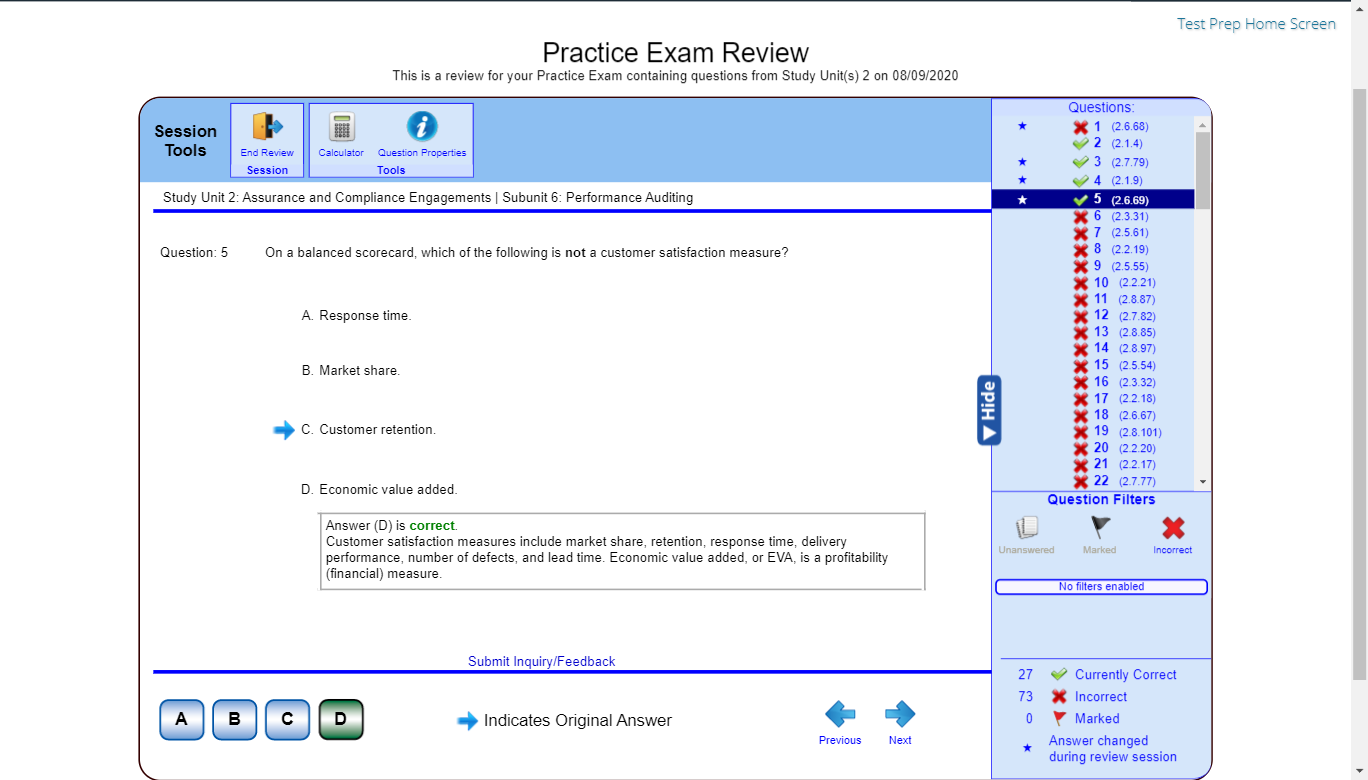 Test Prep Home Screen
Practice Exam Review
This is a review for your Practice Exam containing questions from Study Unit(s) 2 on 08/09/2020
Session
Tools
End Review
Session
Calculator Question Properties
Tools
Study Unit 2: Assurance and Compliance Engagements | Subunit 6: Performance Auditing
Question: 5 On a balanced scorecard, which of the following is not a customer satisfaction measure?
A. Response time.
B. Market share.
C. Customer retention.
D. Economic value added.
Answer (D) is correct.
Customer satisfaction measures include market share, retention, response time, delivery
performance, number of defects, and lead time. Economic value added, or EVA, is a profitability
(financial) measure.
Submit Inquiry/Feedback
A B C D
Indicates Original Answer
Previous Next
Hide
Questions:
1 (2.6.68)
2 (2.1.4)
3 (2.7.79)
4 (2.1.9)
5 (2.6.69)
6 (2.3.31)
7 (2.5.61)
8 (2.2.19)
9 (2.5.55)
10 (2.2.21)
11 (2.8.87)
12 (2.7.82)
13 (2.8.85)
14 (2.8.97)
15 (2.5.54)
16 (2.3.32)
17 (2.2.18)
18 (2.6.67)
19 (2.8.101)
20 (2.2.20)
21 (2.2.17)
22 (2.7.77)
Question Filters
Unanswered Marked Incorrect
No filters enabled
27 Currently Correct
73 Incorrect
0 Marked
Answer changed
during review session